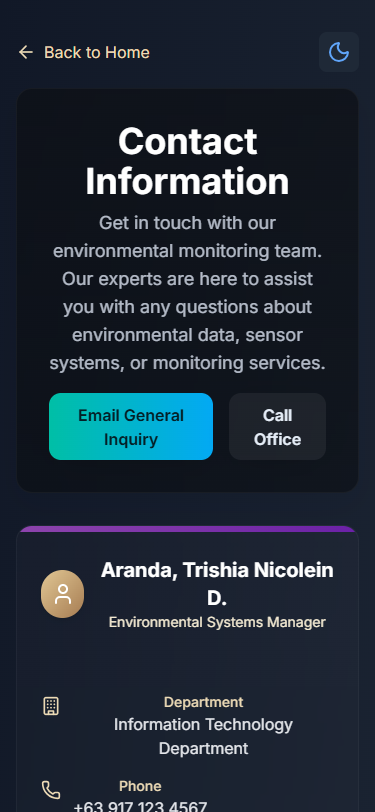 Back to Home
Contact
Information
Get in touch with our
environmental monitoring team.
Our experts are here to assist
you with any questions about
environmental data, sensor
systems, or monitoring services.
Email General
Inquiry
Call
Office
Aranda, Trishia Nicolein
D.
Environmental Systems Manager
Department
Information Technology
Department
Phone
+63 917 123 4567